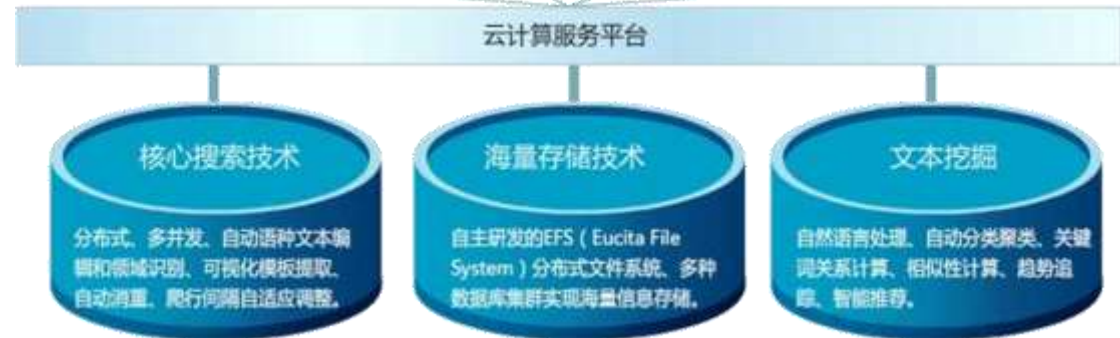 云计算服务平台
核心搜索技术
分布式、多并发、自动语种文本编
辑和领域识别、可视化模板提取、
自动消重、爬行间隔自适应调整。
海量存储技术
自主研发的EFS（Eucita File
System）分布式文件系统、多种
数据库集群实现海量信息存储。
文本挖掘
自然语言处理、自动分类聚类、关键
词关系计算、相似性计算、趋势追
踪、智能推荐。